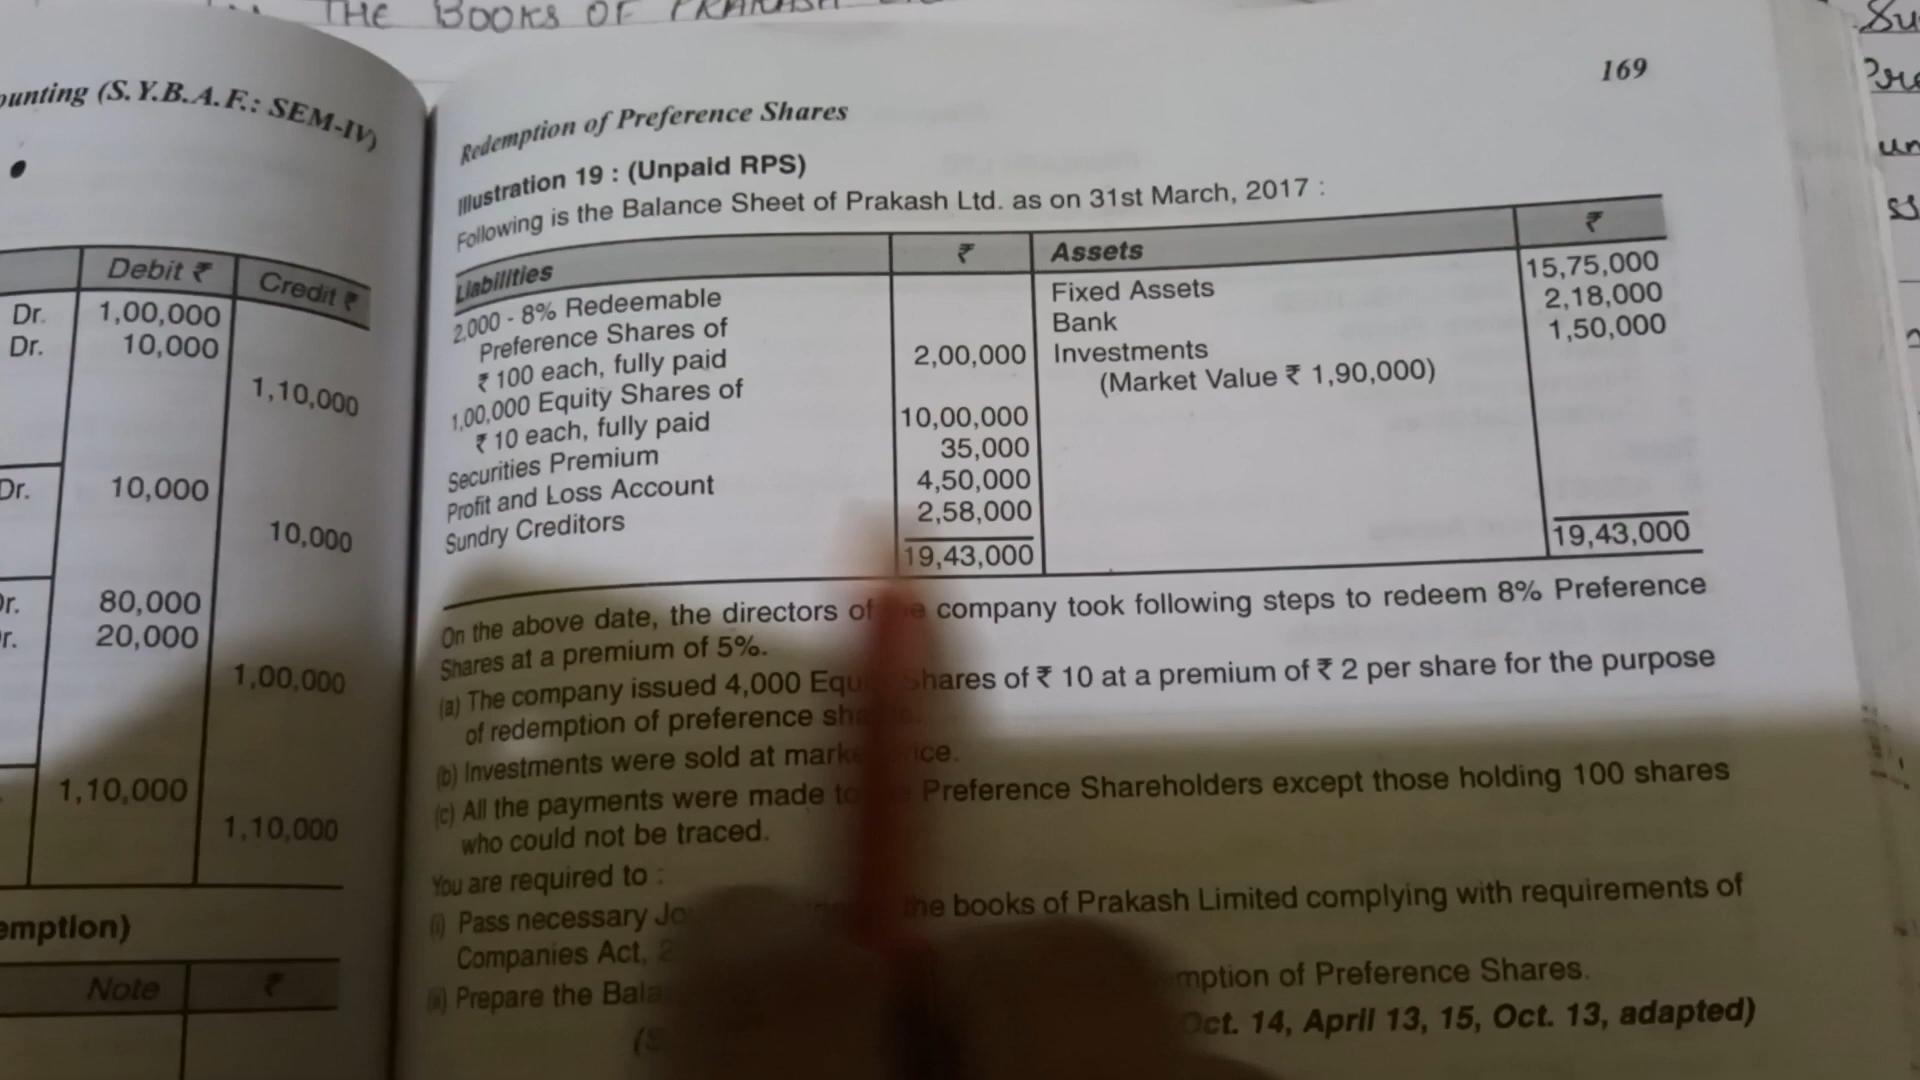 THE BOOKS OF PRAKASH
ounting (S.Y.B.A.F.: SEM-IV)
Debit ₹ Credit ₹
Dr. 1,00,000
Dr. 10,000
1,10,000
Dr. 10,000
10,000
Dr. 80,000
r. 20,000
1,00,000
1,10,000
1,10,000
emption)
Note ₹
Redemption of Preference Shares 169
Illustration 19 : (Unpaid RPS)
Following is the Balance Sheet of Prakash Ltd. as on 31st March, 2017 :
Liabilities ₹ Assets ₹
2,000 - 8% Redeemable Fixed Assets 15,75,000
Preference Shares of Bank 2,18,000
₹ 100 each, fully paid 2,00,000 Investments 1,50,000
1,00,000 Equity Shares of (Market Value ₹ 1,90,000)
₹ 10 each, fully paid 10,00,000
Securities Premium 35,000
Profit and Loss Account 4,50,000
Sundry Creditors 2,58,000
19,43,000 19,43,000
On the above date, the directors of company took following steps to redeem 8% Preference
Shares at a premium of 5%.
(a) The company issued 4,000 Equ Shares of ₹ 10 at a premium of ₹ 2 per share for the purpose
of redemption of preference sha
(b) Investments were sold at mark ice.
(c) All the payments were made to Preference Shareholders except those holding 100 shares
who could not be traced.
You are required to :
(i) Pass necessary Jo the books of Prakash Limited complying with requirements of
Companies Act, 2
(ii) Prepare the Bala mption of Preference Shares.
Oct. 14, April 13, 15, Oct. 13, adapted)